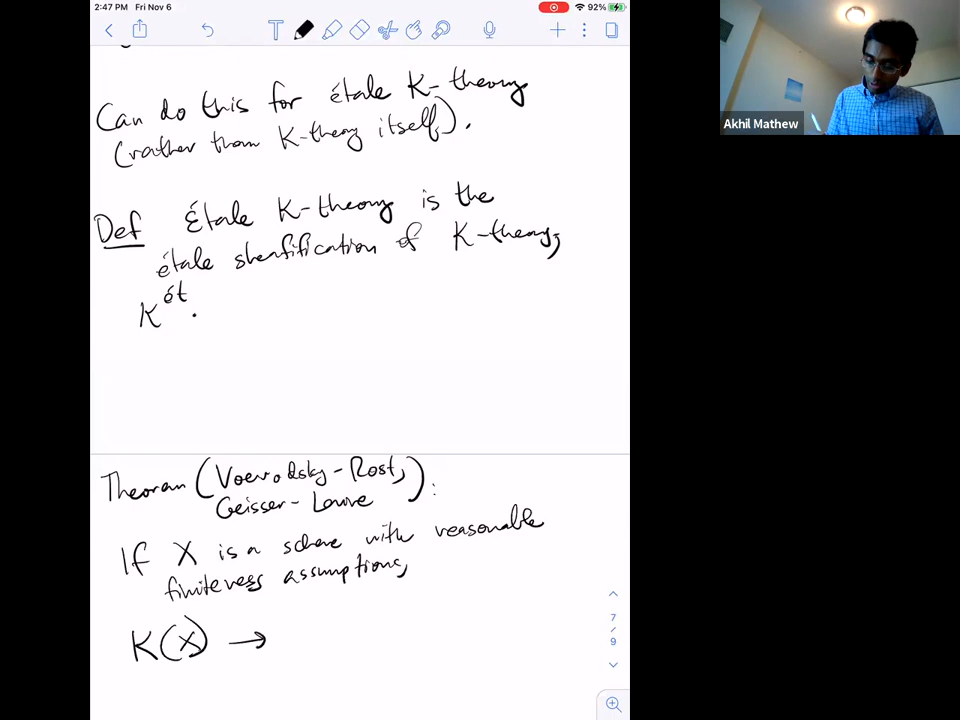 2:47 PM Fri Nov 6
92%
Can do this for étale K-theory
(rather than K-theory itself).
Def Étale K-theory is the
étale sheafification of K-theory,
K^ét.
Theorem (Voevodsky-Rost,
Geisser-Levine):
If X is a scheme with reasonable
finiteness assumptions,
K(X) →
7
9
Akhil Mathew